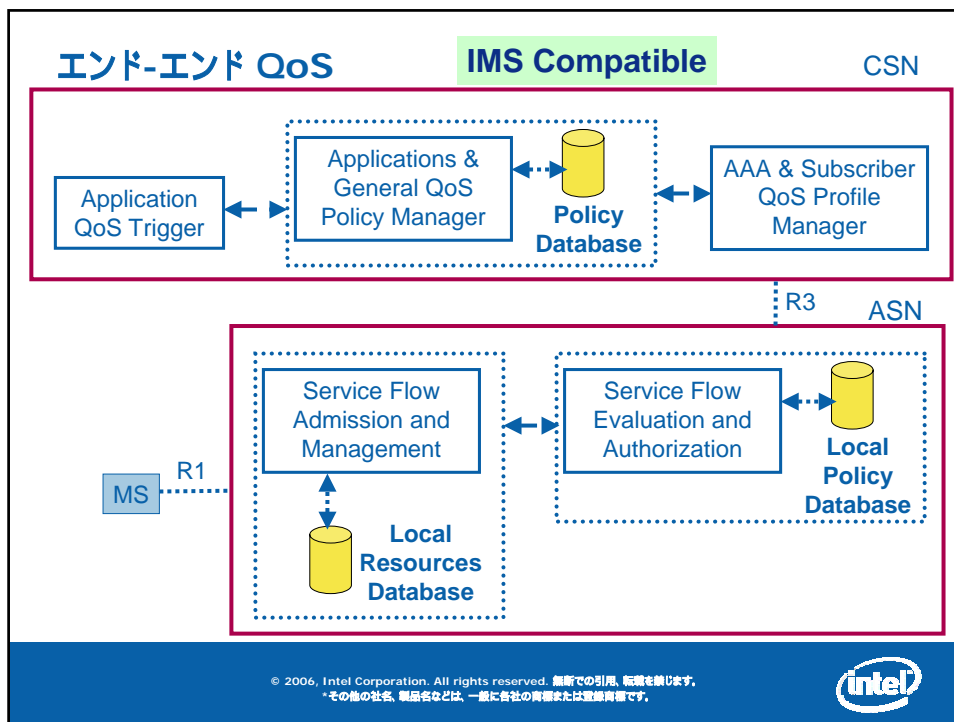 エンド-エンド QoS
IMS Compatible
CSN
Application
QoS Trigger
Applications &
General QoS
Policy Manager
Policy
Database
AAA & Subscriber
QoS Profile
Manager
R3
ASN
Service Flow
Admission and
Management
Service Flow
Evaluation and
Authorization
Local
Policy
Database
R1
MS
Local
Resources
Database
© 2006, Intel Corporation. All rights reserved. 無断での引用、転載を禁じます。
*その他の社名、製品名などは、一般に各社の商標または登録商標です。
intel